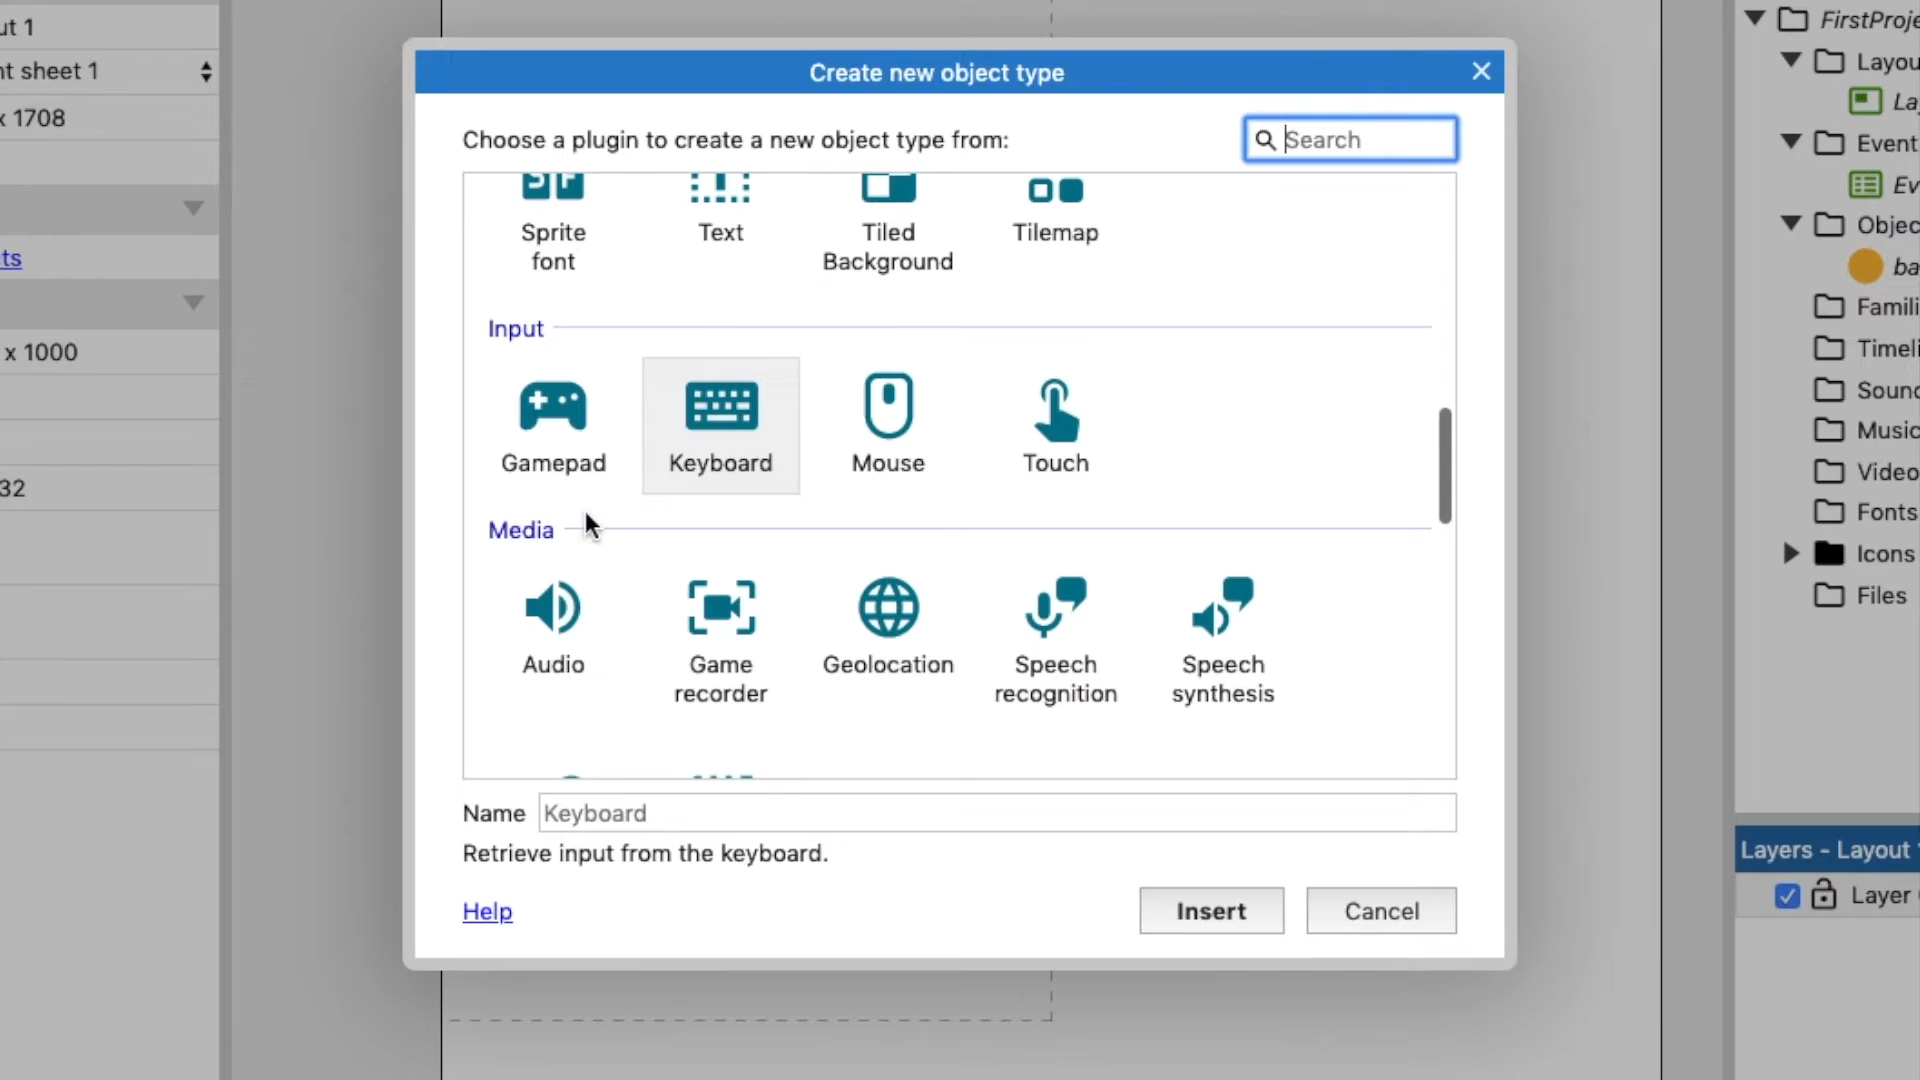 ut 1
nt sheet 1
x 1708
ts
x 1000
32
Create new object type
Choose a plugin to create a new object type from:
Search
Sprite
font
Text
Tiled
Background
Tilemap
Input
Gamepad
Keyboard
Mouse
Touch
Media
Audio
Game
recorder
Geolocation
Speech
recognition
Speech
synthesis
Name
Keyboard
Retrieve input from the keyboard.
Help
Insert
Cancel
FirstProje
Layou
La
Event
Ev
Objec
ba
Famili
Timeli
Sound
Music
Video
Fonts
Icons
Files
Layers - Layout
Layer